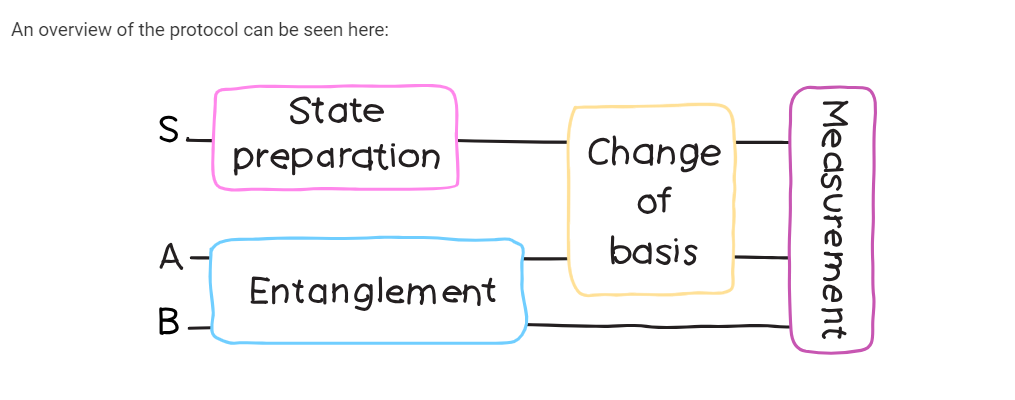 An overview of the protocol can be seen here:
S
State
preparation
Change
of
basis
Measurement
A
Entanglement
B